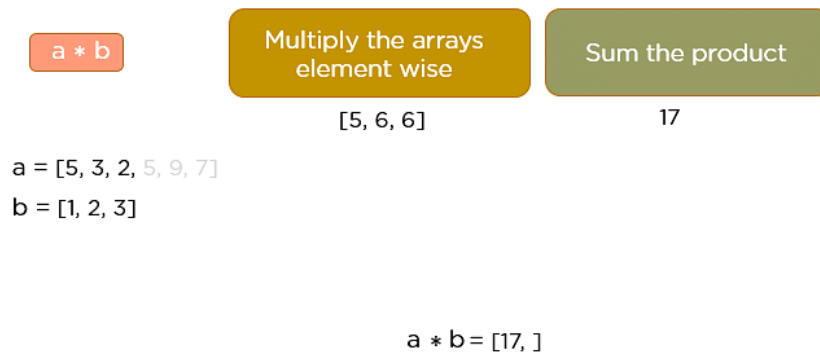 a * b
Multiply the arrays
element wise
Sum the product
[5, 6, 6]
17
a = [5, 3, 2, 5, 9, 7]
b = [1, 2, 3]
a * b = [17, ]